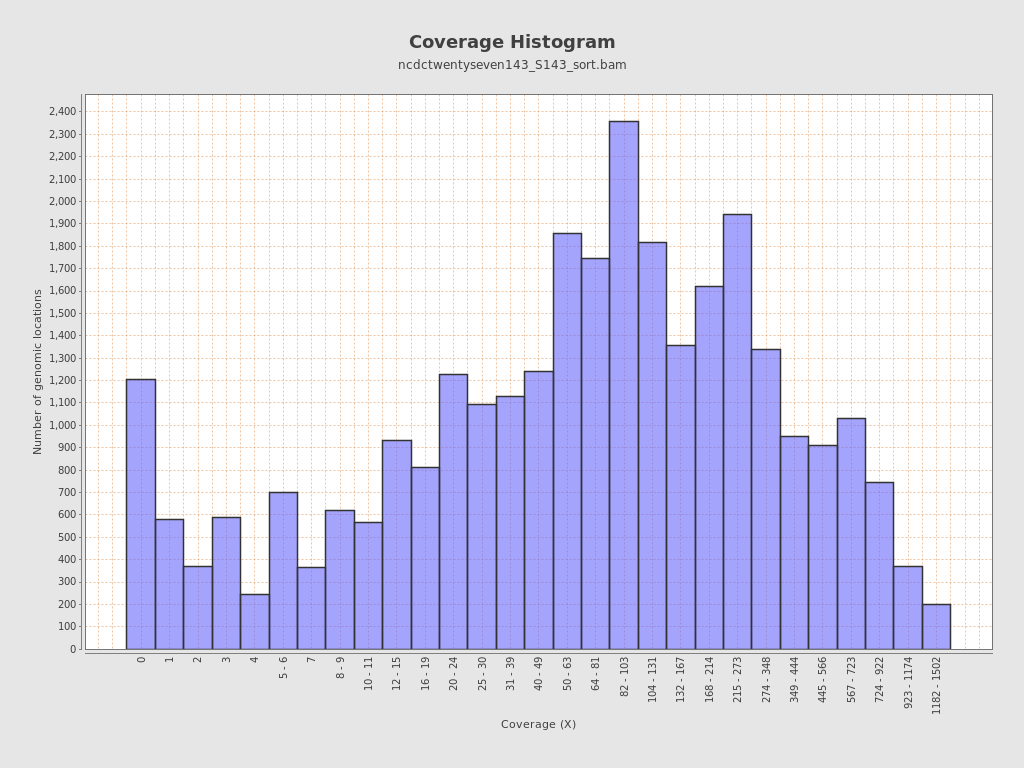 Coverage Histogram
ncdctwentyseven143_S143_sort.bam
Number of genomic locations
2,400
2,300
2,200
2,100
2,000
1,900
1,800
1,700
1,600
1,500
1,400
1,300
1,200
1,100
1,000
900
800
700
600
500
400
300
200
100
0
0
1
2
3
4
5 - 6
7
8 - 9
10 - 11
12 - 15
16 - 19
20 - 24
25 - 30
31 - 39
40 - 49
50 - 63
64 - 81
82 - 103
104 - 131
132 - 167
168 - 214
215 - 273
274 - 348
349 - 444
445 - 566
567 - 723
724 - 922
923 - 1174
1182 - 1502
Coverage (X)